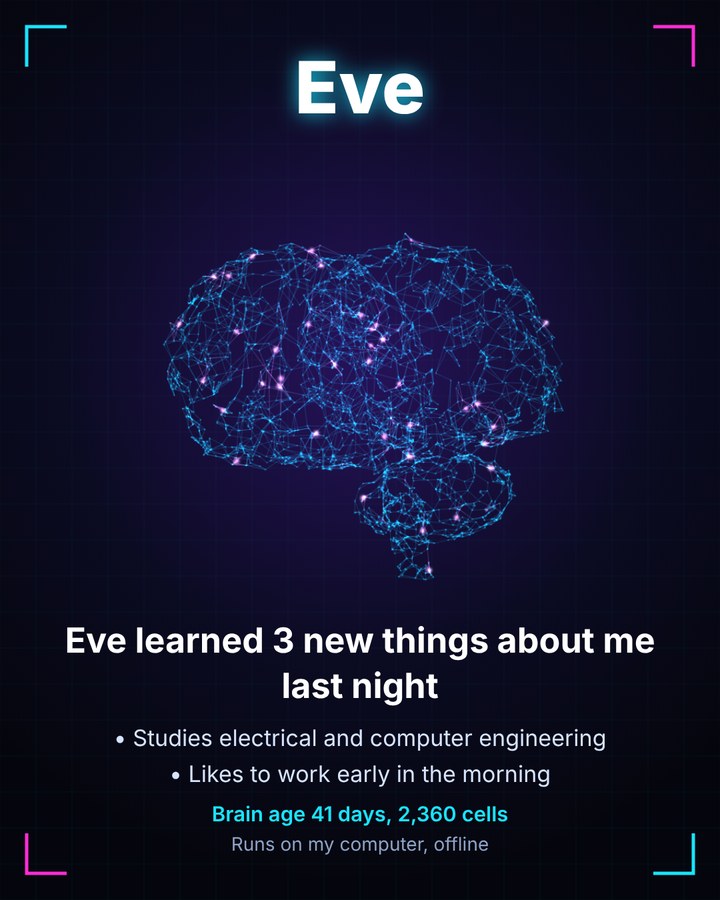 Eve
Eve learned 3 new things about me
last night
• Studies electrical and computer engineering
• Likes to work early in the morning
Brain age 41 days, 2,360 cells
Runs on my computer, offline